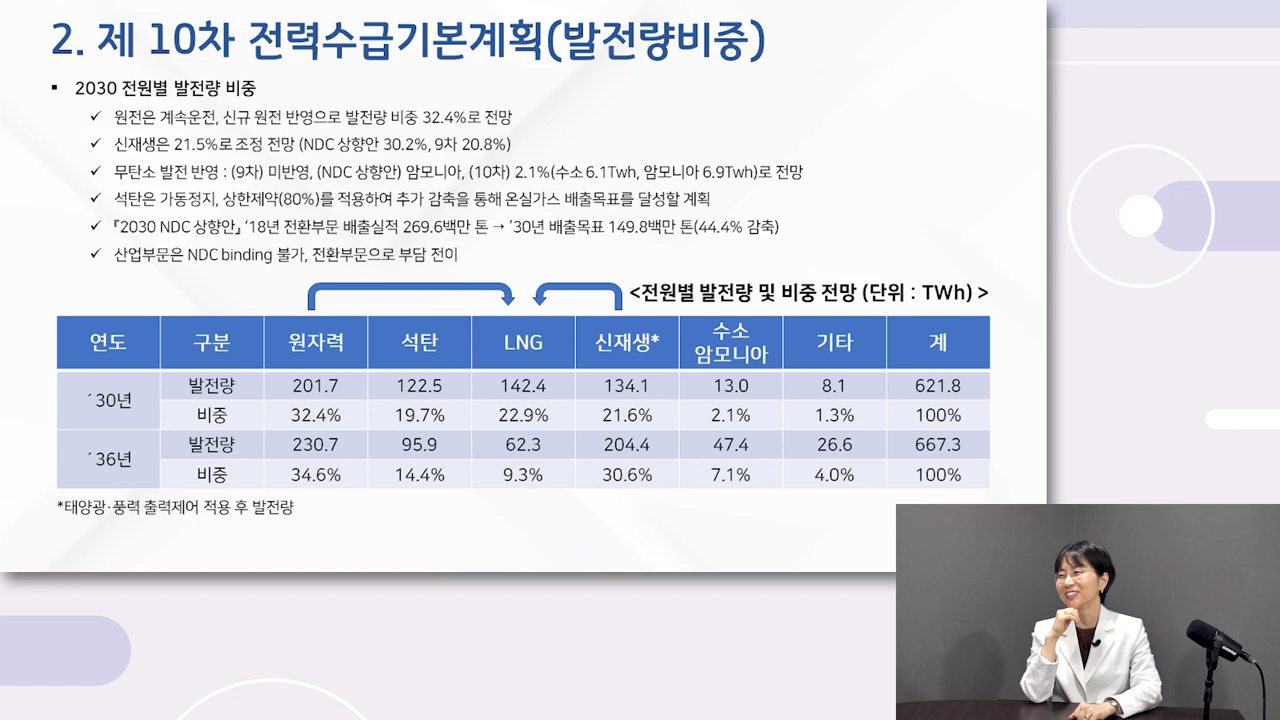 2. 제 10차 전력수급기본계획(발전량비중)
▪ 2030 전원별 발전량 비중
✓ 원전은 계속운전, 신규 원전 반영으로 발전량 비중 32.4%로 전망
✓ 신재생은 21.5%로 조정 전망 (NDC 상향안 30.2%, 9차 20.8%)
✓ 무탄소 발전 반영 : (9차) 미반영, (NDC 상향안) 암모니아, (10차) 2.1%(수소 6.1Twh, 암모니아 6.9Twh)로 전망
✓ 석탄은 가동정지, 상한제약(80%)를 적용하여 추가 감축을 통해 온실가스 배출목표를 달성할 계획
✓ 『2030 NDC 상향안』 ‘18년 전환부문 배출실적 269.6백만 톤 → ’30년 배출목표 149.8백만 톤(44.4% 감축)
✓ 산업부문은 NDC binding 불가, 전환부문으로 부담 전이
<전원별 발전량 및 비중 전망 (단위 : TWh) >
연도 구분 원자력 석탄 LNG 신재생* 수소 암모니아 기타 계
´30년 발전량 201.7 122.5 142.4 134.1 13.0 8.1 621.8
비중 32.4% 19.7% 22.9% 21.6% 2.1% 1.3% 100%
´36년 발전량 230.7 95.9 62.3 204.4 47.4 26.6 667.3
비중 34.6% 14.4% 9.3% 30.6% 7.1% 4.0% 100%
*태양광·풍력 출력제어 적용 후 발전량